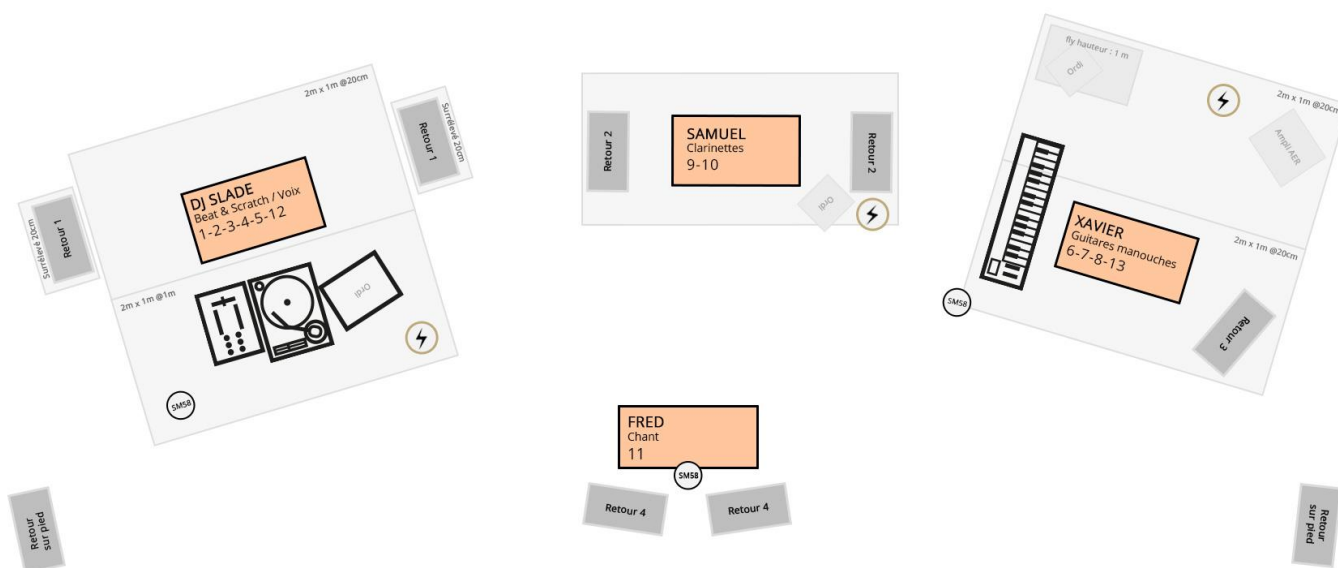 2m x 1m @20cm
Surrélevé 20cm
Retour 1
DJ SLADE
Beat & Scratch / Voix
1-2-3-4-5-12
Surrélevé 20cm
Retour 1
2m x 1m @1m
Ordi
SM58
Retour
sur pied
Retour 2
SAMUEL
Clarinettes
9-10
Retour 2
Ordi
FRED
Chant
11
SM58
Retour 4
Retour 4
fly hauteur : 1 m
Ordi
2m x 1m @20cm
Ampli AER
XAVIER
Guitares manouches
6-7-8-13
2m x 1m @20cm
SM58
Retour 3
Retour
sur pied